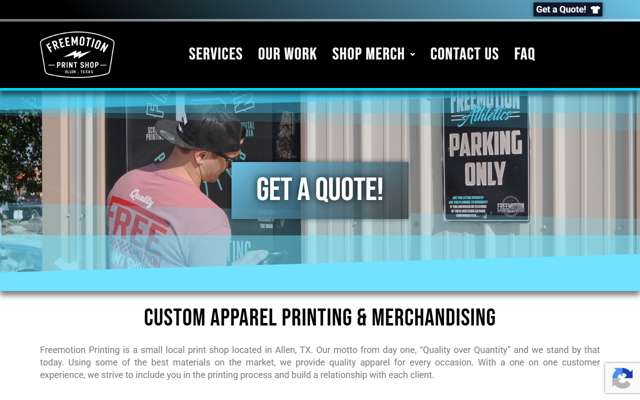 Get a Quote!
FREEMOTION
PRINT SHOP
ALLEN, TEXAS
SERVICES
OUR WORK
SHOP MERCH
CONTACT US
FAQ
FREEMOTION
Athletics
PARKING
ONLY
FREEMOTION
Quality
FREE
GET A QUOTE!
CUSTOM APPAREL PRINTING & MERCHANDISING
Freemotion Printing is a small local print shop located in Allen, TX. Our motto from day one, “Quality over Quantity” and we stand by that
today. Using some of the best materials on the market, we provide quality apparel for every occasion. With a one on one customer
experience, we strive to include you in the printing process and build a relationship with each client.